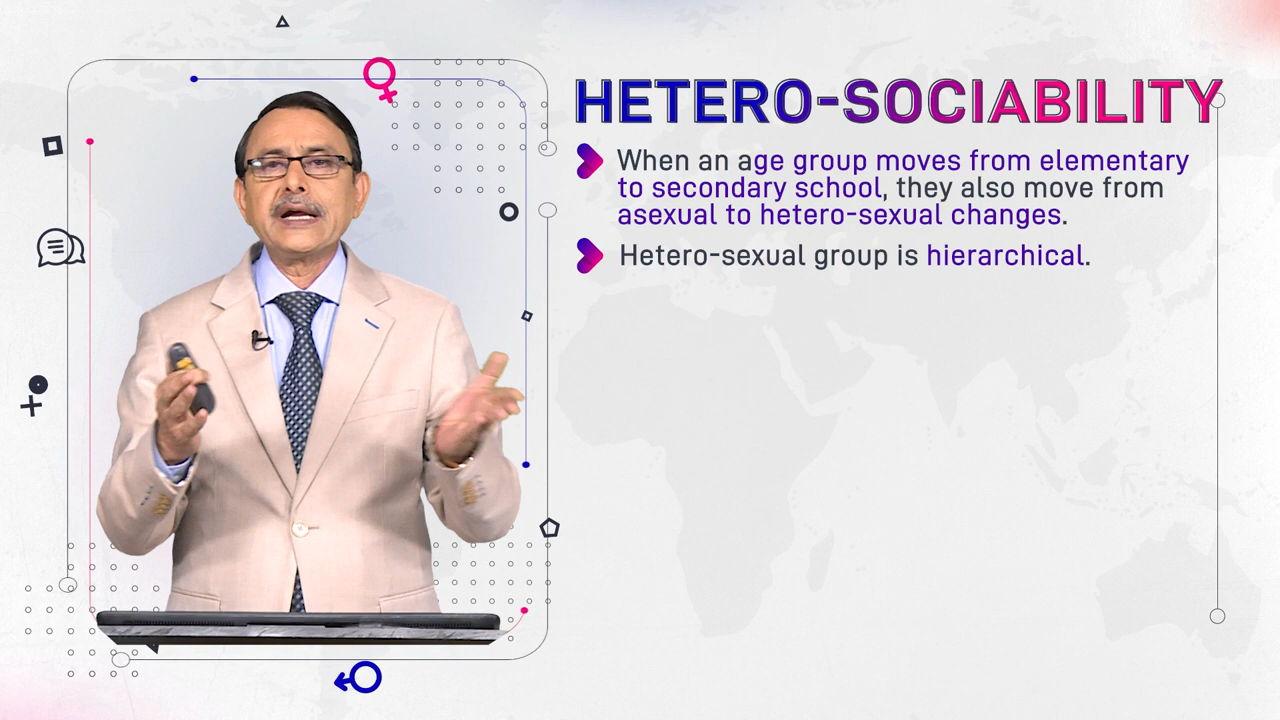 HETERO-SOCIABILITY
When an age group moves from elementary
to secondary school, they also move from
asexual to hetero-sexual changes.
Hetero-sexual group is hierarchical.